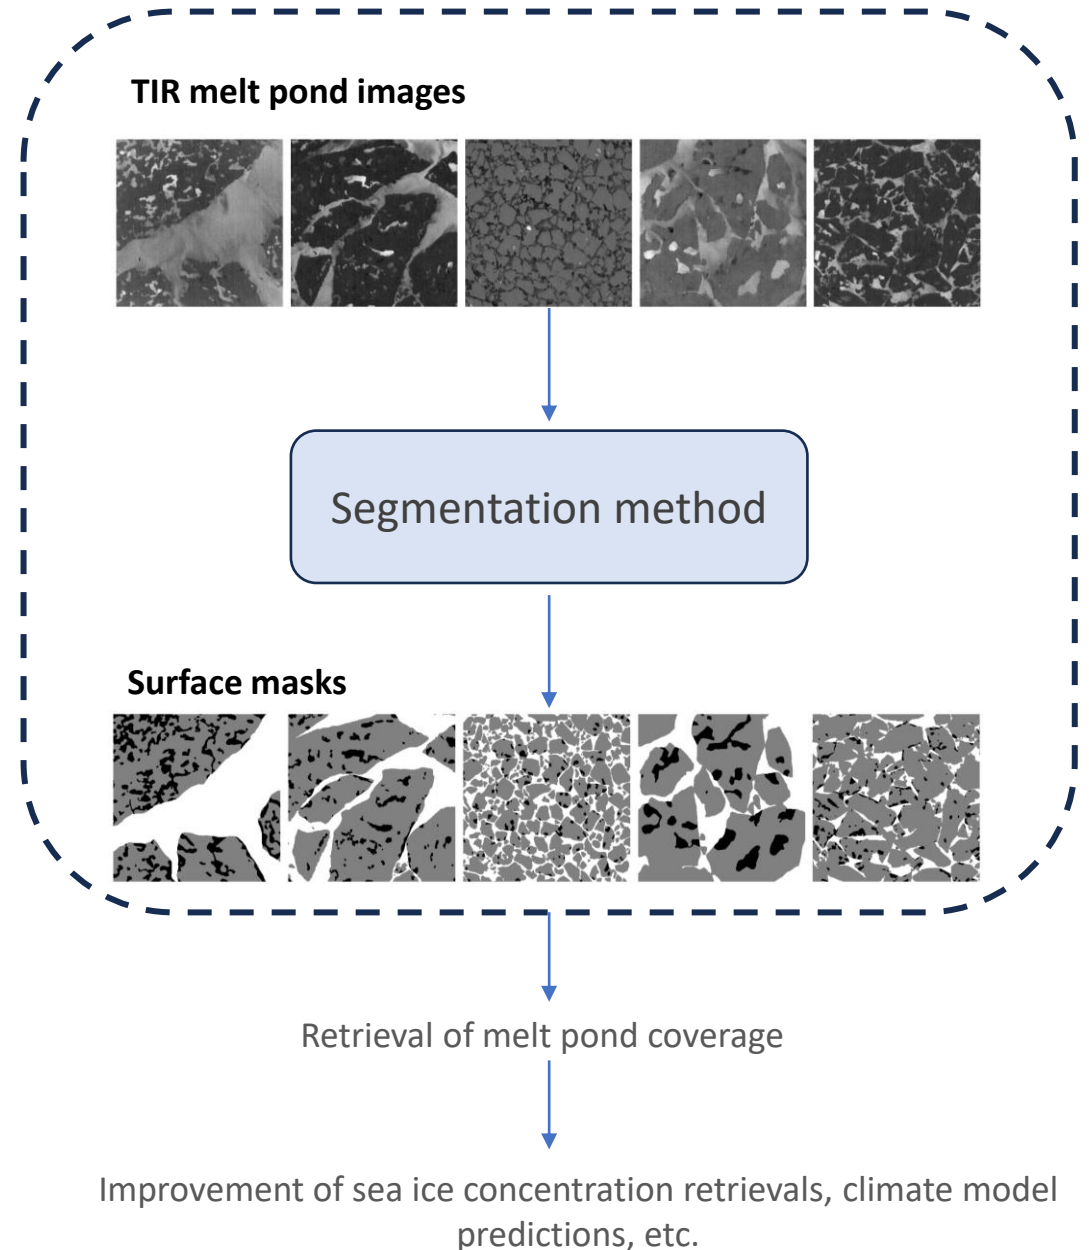 TIR melt pond images
Segmentation method
Surface masks
Retrieval of melt pond coverage
Improvement of sea ice concentration retrievals, climate model
predictions, etc.